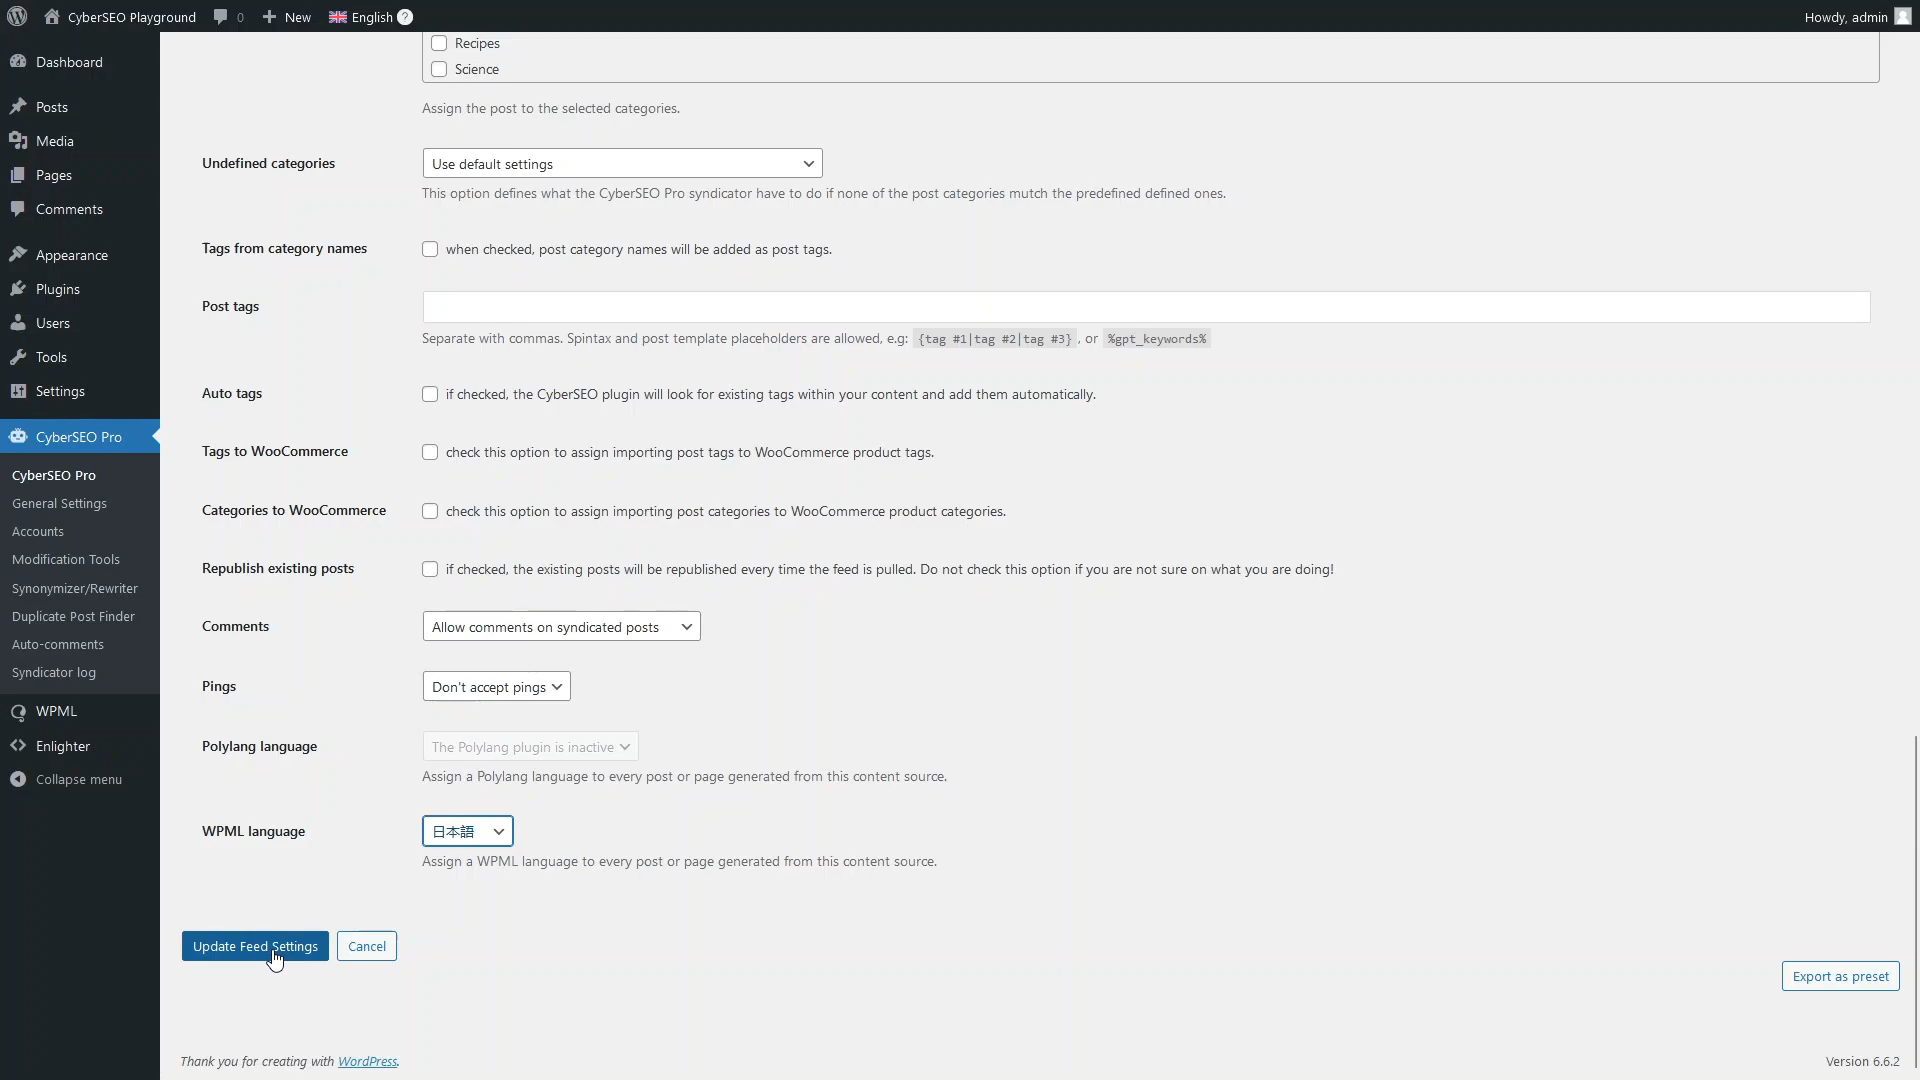 CyberSEO Playground 0 New English ? Howdy, admin
Dashboard
Posts
Media
Pages
Comments
Appearance
Plugins
Users
Tools
Settings
CyberSEO Pro
CyberSEO Pro
General Settings
Accounts
Modification Tools
Synonymizer/Rewriter
Duplicate Post Finder
Auto-comments
Syndicator log
WPML
Enlighter
Collapse menu
Recipes
Science
Assign the post to the selected categories.
Undefined categories Use default settings
This option defines what the CyberSEO Pro syndicator have to do if none of the post categories mutch the predefined defined ones.
Tags from category names when checked, post category names will be added as post tags.
Post tags
Separate with commas. Spintax and post template placeholders are allowed, e.g: {tag #1|tag #2|tag #3} , or %gpt_keywords%
Auto tags if checked, the CyberSEO plugin will look for existing tags within your content and add them automatically.
Tags to WooCommerce check this option to assign importing post tags to WooCommerce product tags.
Categories to WooCommerce check this option to assign importing post categories to WooCommerce product categories.
Republish existing posts if checked, the existing posts will be republished every time the feed is pulled. Do not check this option if you are not sure on what you are doing!
Comments Allow comments on syndicated posts
Pings Don't accept pings
Polylang language The Polylang plugin is inactive
Assign a Polylang language to every post or page generated from this content source.
WPML language 日本語
Assign a WPML language to every post or page generated from this content source.
Update Feed Settings Cancel
Export as preset
Thank you for creating with WordPress. Version 6.6.2